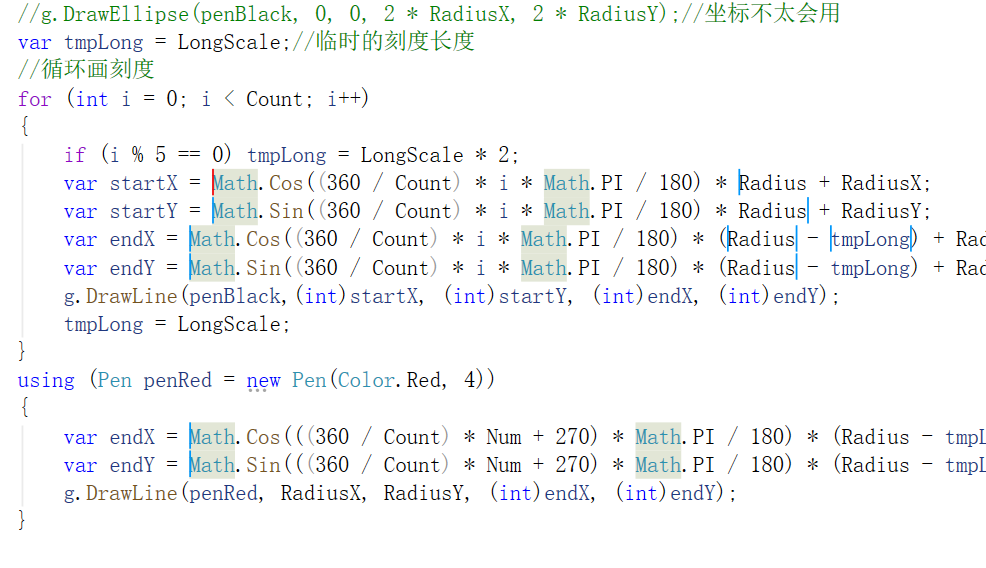 //g.DrawEllipse(penBlack, 0, 0, 2 * RadiusX, 2 * RadiusY);//坐标不太会用
var tmpLong = LongScale;//临时的刻度长度
//循环画刻度
for (int i = 0; i < Count; i++)
{
if (i % 5 == 0) tmpLong = LongScale * 2;
var startX = Math.Cos((360 / Count) * i * Math.PI / 180) * Radius + RadiusX;
var startY = Math.Sin((360 / Count) * i * Math.PI / 180) * Radius + RadiusY;
var endX = Math.Cos((360 / Count) * i * Math.PI / 180) * (Radius - tmpLong) + Rad
var endY = Math.Sin((360 / Count) * i * Math.PI / 180) * (Radius - tmpLong) + Rad
g.DrawLine(penBlack,(int)startX, (int)startY, (int)endX, (int)endY);
tmpLong = LongScale;
}
using (Pen penRed = new Pen(Color.Red, 4))
{
var endX = Math.Cos(((360 / Count) * Num + 270) * Math.PI / 180) * (Radius - tmpL
var endY = Math.Sin(((360 / Count) * Num + 270) * Math.PI / 180) * (Radius - tmpL
g.DrawLine(penRed, RadiusX, RadiusY, (int)endX, (int)endY);
}